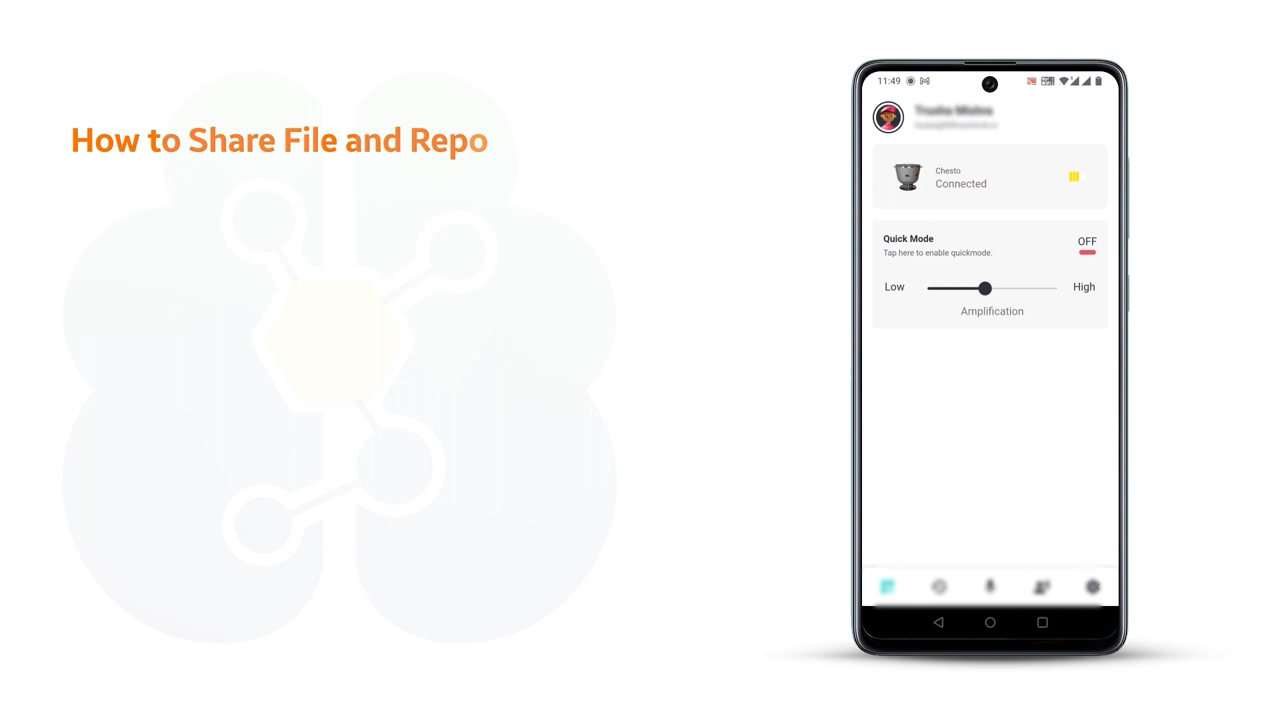 How to Share File and Repo
11:49
Chesto
Connected
Quick Mode
Tap here to enable quickmode.
OFF
Low
High
Amplification